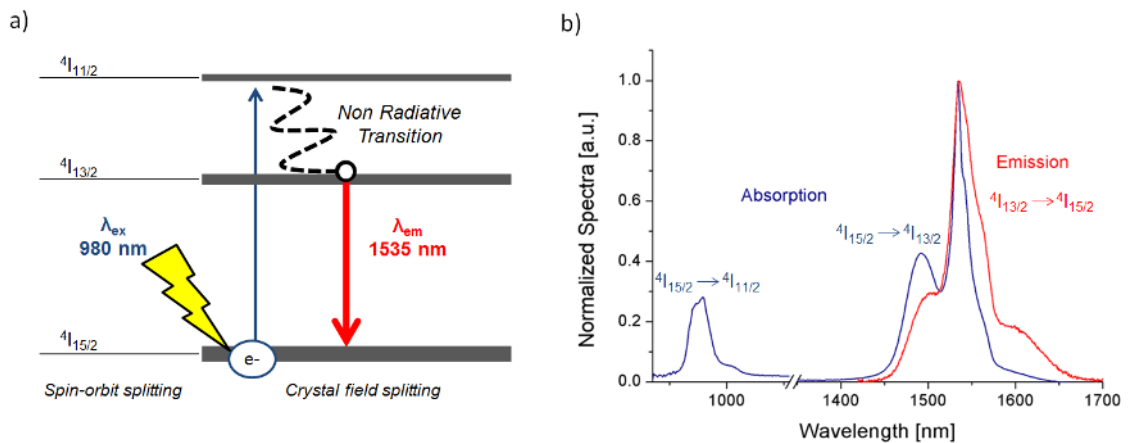 a)
⁴I₁₁/₂
Non Radiative
Transition
⁴I₁₃/₂
λex
980 nm
λem
1535 nm
⁴I₁₅/₂
e-
Spin-orbit splitting
Crystal field splitting
b)
Normalized Spectra [a.u.]
1.0
0.8
0.6
0.4
0.2
0.0
Absorption
Emission
⁴I₁₃/₂ → ⁴I₁₅/₂
⁴I₁₅/₂ → ⁴I₁₃/₂
⁴I₁₅/₂ → ⁴I₁₁/₂
1000 1400 1500 1600 1700
Wavelength [nm]